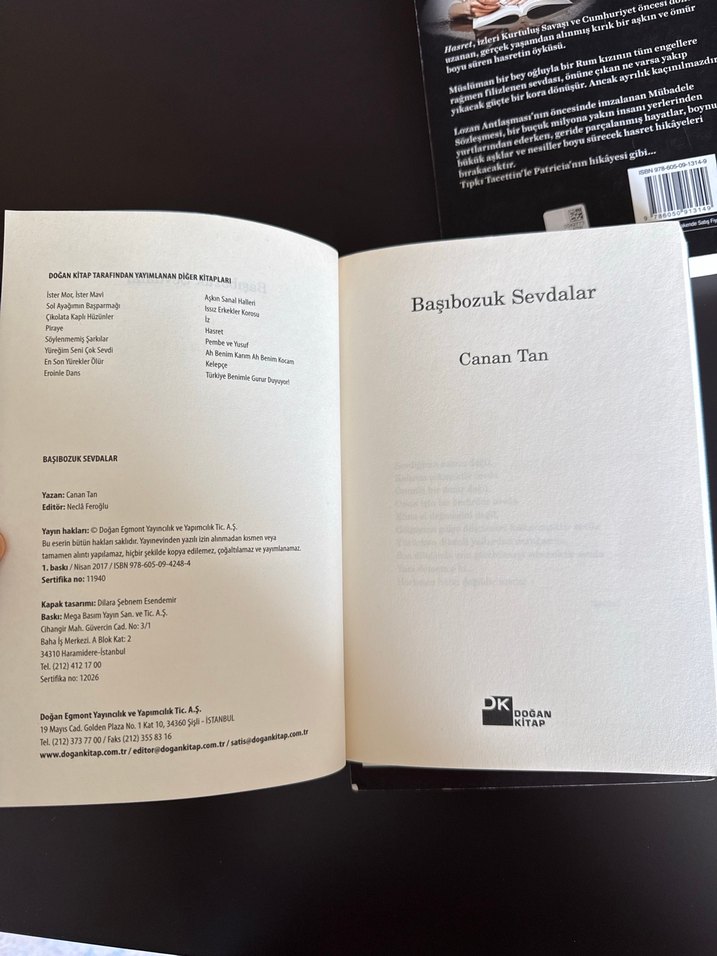 Hasret, izleri Kurtuluş Savaşı ve Cumhuriyet öncesi
uzanan, gerçek yaşamdan alınmış kırık bir aşkın ve ömür
boyu süren hasretin öyküsü.
Müslüman bir bey oğluyla bir Rum kızının tüm engellere
rağmen filizlenen sevdası, önüne çıkan ne varsa yakıp
yıkacak güçte bir kora dönüşür. Ancak ayrılık kaçınılmazdır
Lozan Antlaşması'nın öncesinde imzalanan Mübadele
Sözleşmesi, bir buçuk milyona yakın insanı yerlerinden
yurtlarından ederken, geride parçalanmış hayatlar, boynu
bükük aşklar ve nesiller boyu sürecek hasret hikâyeleri
bırakacaktır.
Tıpkı Tacettin'le Patricia'nın hikâyesi gibi...
ISBN 978-605-09-1314-9
9 786050 913149
DOĞAN KİTAP TARAFINDAN YAYIMLANAN DİĞER KİTAPLARI
İster Mor, İster Mavi
Sol Ayağımın Başparmağı
Çikolata Kaplı Hüzünler
Piraye
Söylenmemiş Şarkılar
Yüreğim Seni Çok Sevdi
En Son Yürekler Ölür
Eroinle Dans
Aşkın Sanal Halleri
Issız Erkekler Korosu
İz
Hasret
Pembe ve Yusuf
Ah Benim Karım Ah Benim Kocam
Kelepçe
Türkiye Benimle Gurur Duyuyor!
BAŞIBOZUK SEVDALAR
Yazan: Canan Tan
Editör: Neclâ Feroğlu
Yayın hakları: © Doğan Egmont Yayıncılık ve Yapımcılık Tic. A.Ş.
Bu eserin bütün hakları saklıdır. Yayınevinden yazılı izin alınmadan kısmen veya
tamamen alıntı yapılamaz, hiçbir şekilde kopya edilemez, çoğaltılamaz ve yayımlanamaz.
1. baskı / Nisan 2017 / ISBN 978-605-09-4248-4
Sertifika no: 11940
Kapak tasarımı: Dilara Şebnem Esendemir
Baskı: Mega Basım Yayın San. ve Tic. A.Ş.
Cihangir Mah. Güvercin Cad. No: 3/1
Baha İş Merkezi. A Blok Kat: 2
34310 Haramidere-İstanbul
Tel. (212) 412 17 00
Sertifika no: 12026
Doğan Egmont Yayıncılık ve Yapımcılık Tic. A.Ş.
19 Mayıs Cad. Golden Plaza No. 1 Kat 10, 34360 Şişli - İSTANBUL
Tel. (212) 373 77 00 / Faks (212) 355 83 16
www.dogankitap.com.tr / editor@dogankitap.com.tr / satis@dogankitap.com.tr
Başıbozuk Sevdalar
Canan Tan
DK
DOĞAN
KİTAP